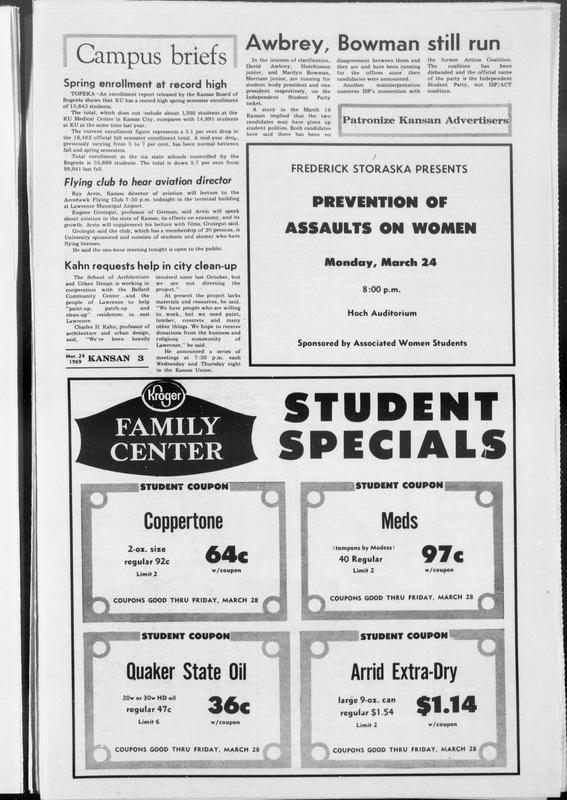 Campus briefs
Spring enrollment at record high
TOPEKA—An enrollment report released by the Kansas Board of
Regents shows that KU has a record high spring semester enrollment
of 15,643 students.
The total, which does not include about 1,300 students at the
KU Medical Center in Kansas City, compares with 14,893 students
at KU at the same time last year.
The current enrollment figure represents a 5.1 per cent drop in
the 16,482 official fall semester enrollment total. A mid-year drop,
previously varying from 5 to 7 per cent, has been normal between
fall and spring semesters.
Total enrollment at the six state schools controlled by the
Regents is 55,669 students. The total is down 5.7 per cent from
59,041 last fall.
Flying club to hear aviation director
Ray Arvin, Kansas director of aviation will lecture to the
Aerohawk Flying Club 7:30 p.m. todnight in the terminal building
at Lawrence Municipal Airport.
Eugene Grotegut, professor of German, said Arvin will speak
about aviation in the state of Kansas, its effects on economy, and its
growth. Arvin will supplement his lecture with films, Grotegut said.
Grotegut said the club, which has a membership of 20 persons, is
University sponsored and consists of students and alumni who have
flying licenses.
He said the one-hour meeting tonight is open to the public.
Kahn requests help in city clean-up
The School of Architecture
and Urban Design is working in
cooperation with the Ballard
Community Center and the
people of Lawrence to help
"paint-up, patch-up and
clean-up" residences in east
Lawrence.
Charles H. Kahn, professor of
architecture and urban design,
said, "We've been heavily
involved since last October, but
we are not directing the
project."
At present the project lacks
materials and resources, he said.
"We have people who are willing
to work, but we need paint,
lumber, concrete and many
other things. We hope to receive
donations from the business and
religious community of
Lawrence," he said.
He announced a series of
meetings at 7:30 p.m. each
Wednesday and Thursday night
in the Kansas Union.
Mar. 24
1969 KANSAN 3
Awbrey, Bowman still run
In the interest of clarification,
David Awbrey, Hutchinson
junior, and Marilyn Bowman,
Merriam junior, are running for
student body president and vice
president respectively, on the
Independent Student Party
ticket.
A story in the March 18
Kansan implied that the two
candidates may have given up
student politics. Both candidates
have said there has been no
disagreement between them and
they are and have been running
for the offices since their
candidacies were announced.
Another misinterpretation
concerns ISP's connection with
the former Action Coalition.
The coalition has been
disbanded and the official name
of the party is the Independent
Student Party, not ISP/ACT
coalition.
Patronize Kansan Advertisers
FREDERICK STORASKA PRESENTS
PREVENTION OF
ASSAULTS ON WOMEN
Monday, March 24
8:00 p.m.
Hoch Auditorium
Sponsored by Associated Women Students
Kroger
FAMILY
CENTER
STUDENT
SPECIALS
STUDENT COUPON
Coppertone
2-oz. size
regular 92c
Limit 2
64c
w/coupon
COUPONS GOOD THRU FRIDAY, MARCH 28
STUDENT COUPON
Meds
(tampons by Modess)
40 Regular
Limit 2
97c
w/coupon
COUPONS GOOD THRU FRIDAY, MARCH 28
STUDENT COUPON
Quaker State Oil
20w or 30w HD oil
regular 47c
Limit 6
36c
w/coupon
COUPONS GOOD THRU FRIDAY, MARCH 28
STUDENT COUPON
Arrid Extra-Dry
large 9-oz. can
regular $1.54
Limit 2
$1.14
w/coupon
COUPONS GOOD THRU FRIDAY, MARCH 28